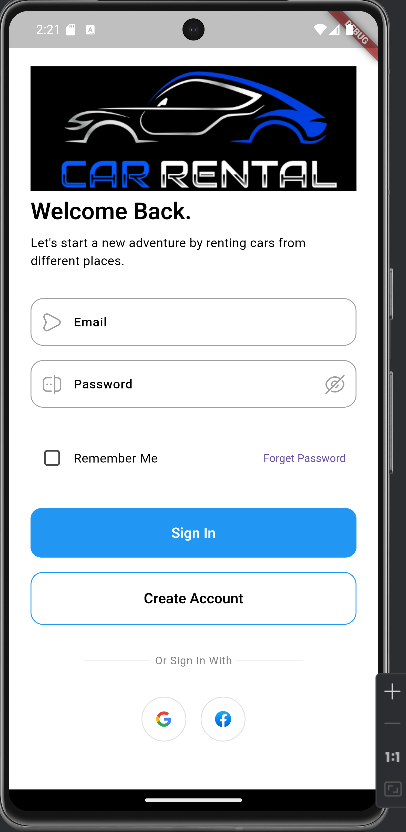 2:21
A
DEBUG
CAR RENTAL
Welcome Back.
Let's start a new adventure by renting cars from
different places.
Email
Password
Remember Me
Forget Password
Sign In
Create Account
Or Sign In With
G
f
1:1